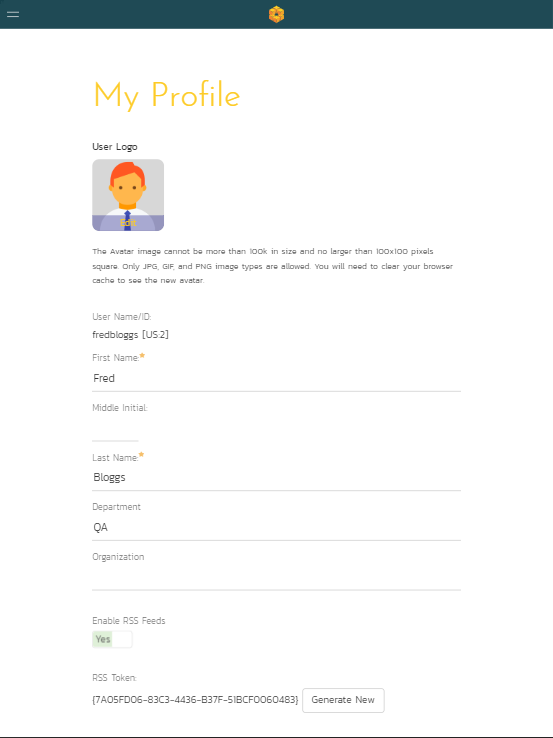 My Profile
User Logo
Edit
The Avatar image cannot be more than 100k in size and no larger than 100x100 pixels
square. Only JPG, GIF, and PNG image types are allowed. You will need to clear your browser
cache to see the new avatar.
User Name/ID:
fredbloggs [US:2]
First Name:*
Fred
Middle Initial:
Last Name:*
Bloggs
Department
QA
Organization
Enable RSS Feeds
Yes
RSS Token:
{7A05FD06-83C3-4436-B37F-51BCF0060483} Generate New